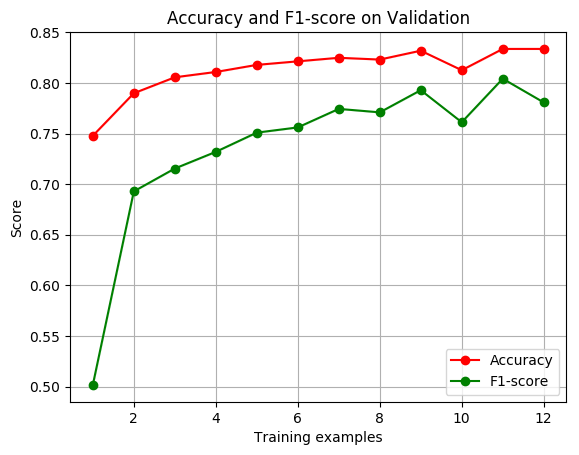 Accuracy and F1-score on Validation
0.85
0.80
0.75
0.70
0.65
0.60
0.55
0.50
Score
2 4 6 8 10 12
Training examples
Accuracy
F1-score